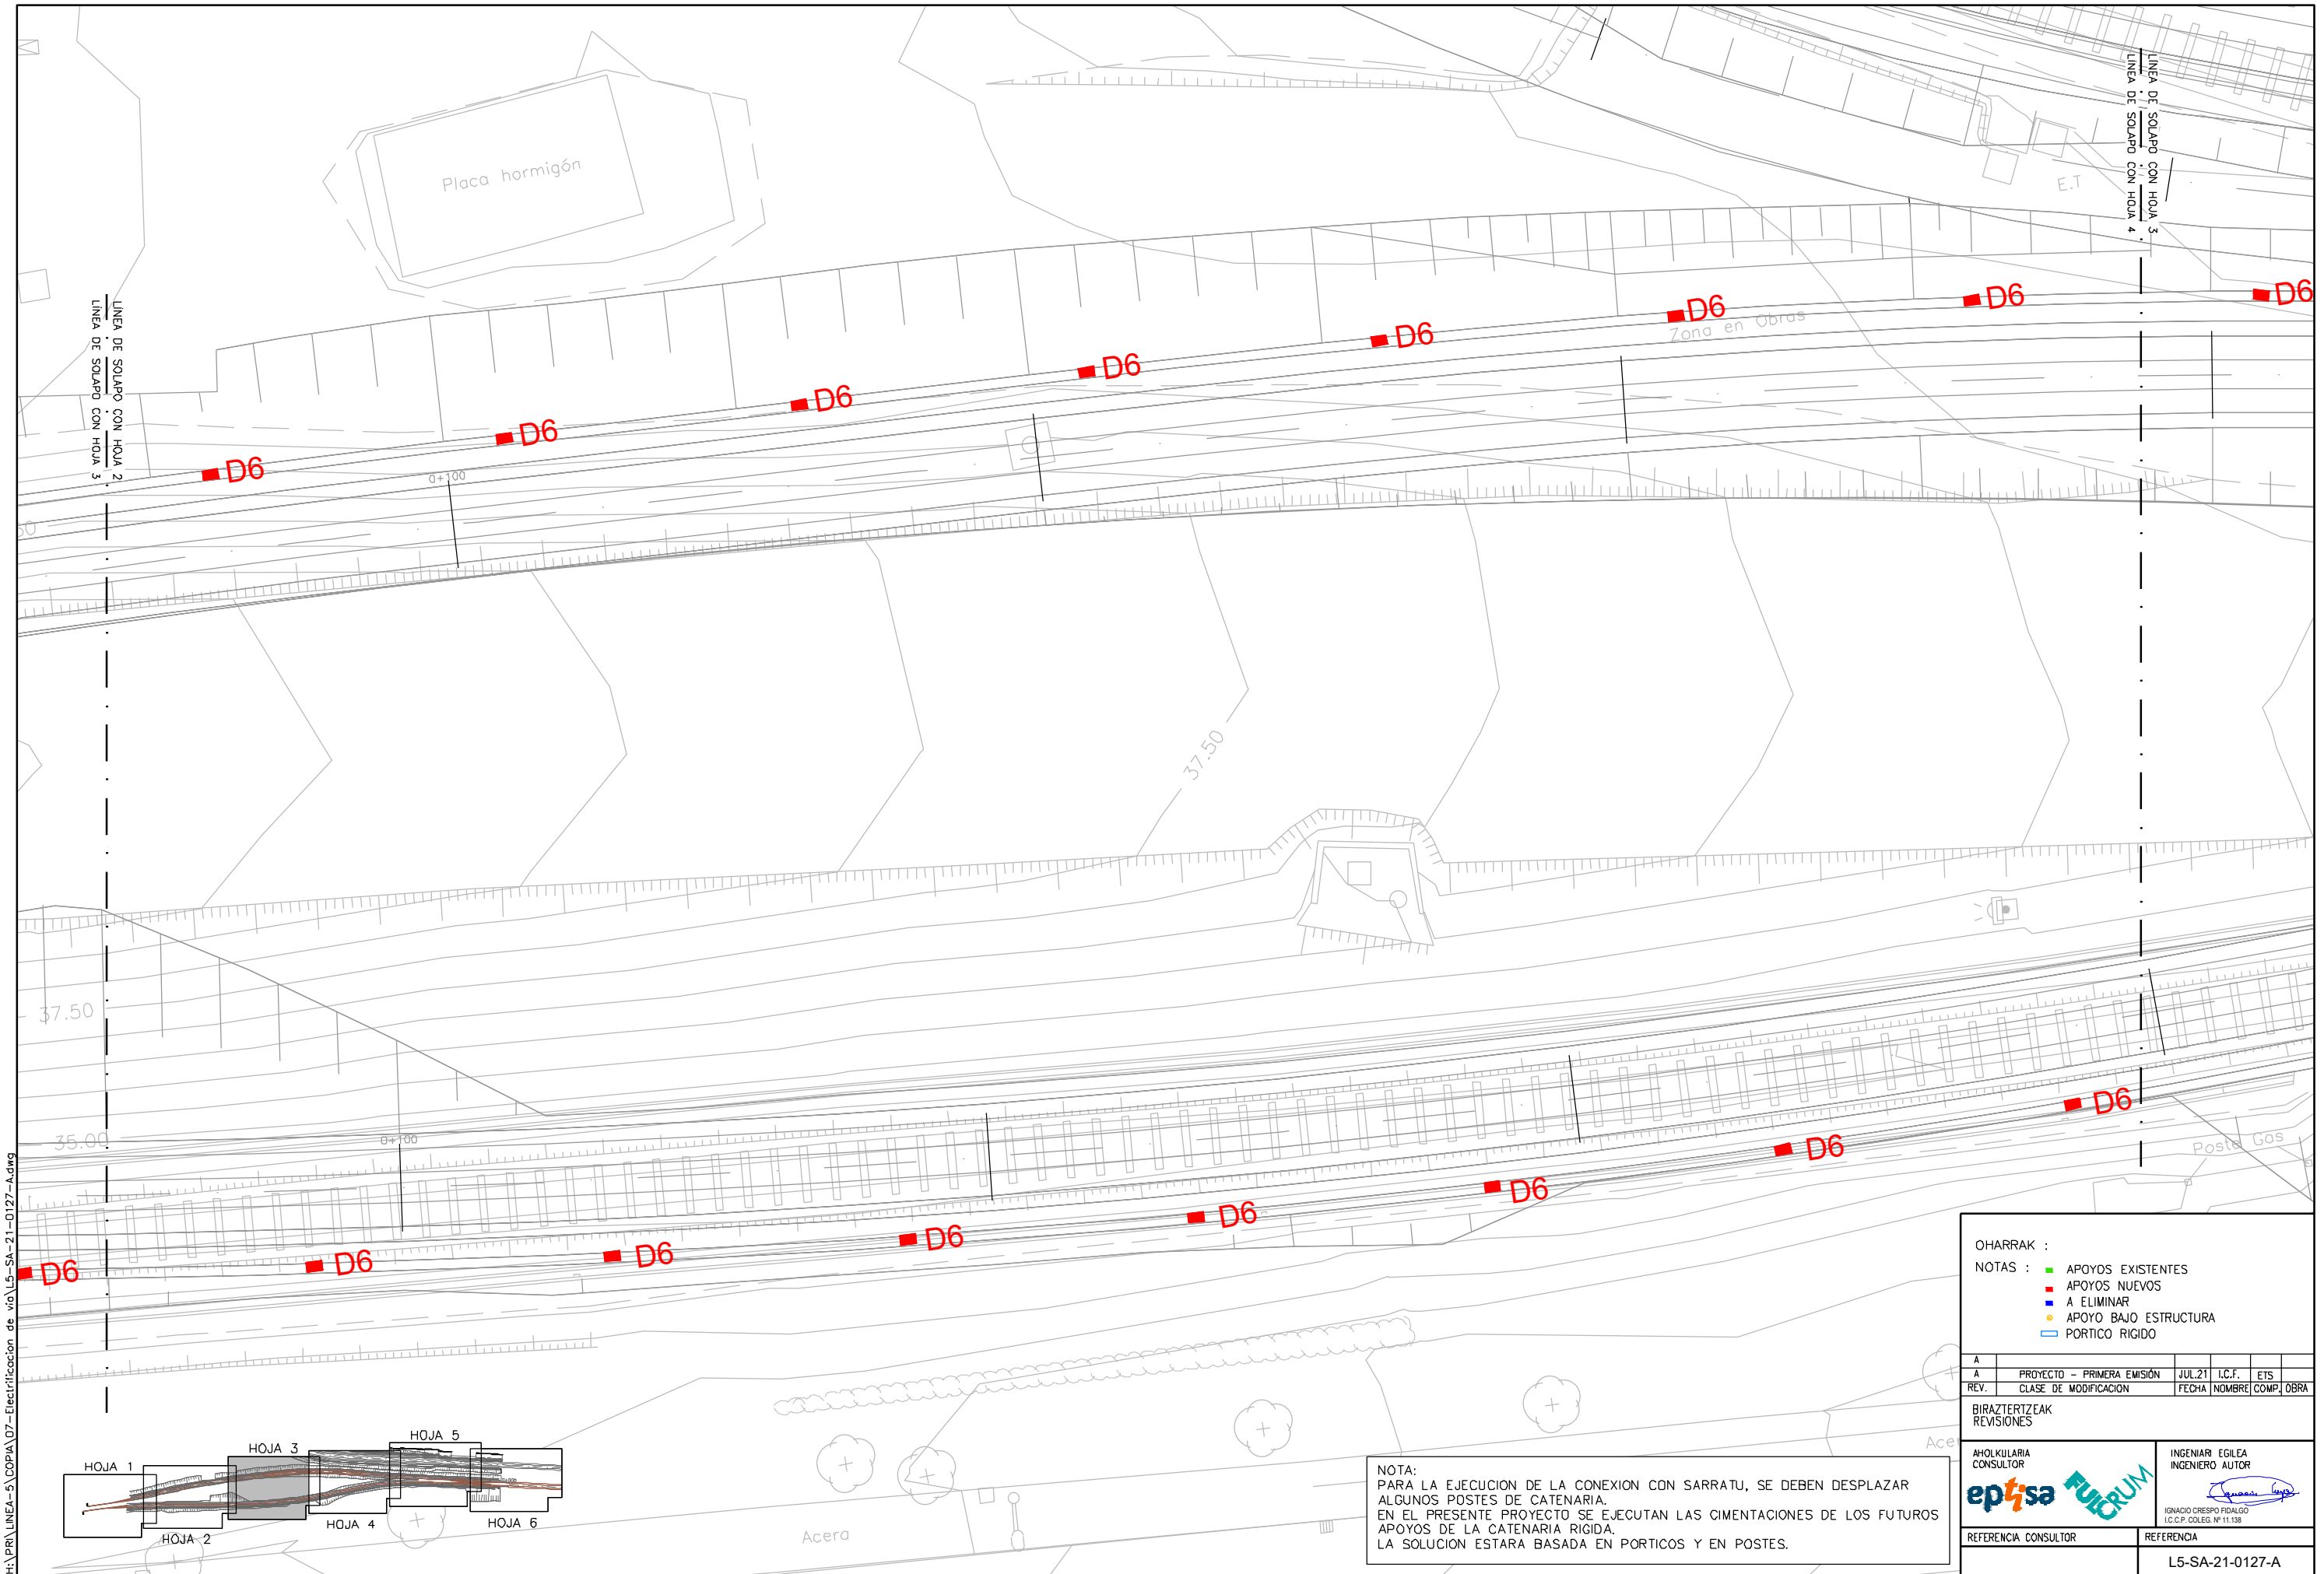 Placa hormigón
LÍNEA DE SOLAPO CON HOJA 3
LÍNEA DE SOLAPO CON HOJA 4
E.T
LÍNEA DE SOLAPO CON HOJA 2
LÍNEA DE SOLAPO CON HOJA 3
D6
D6
D6
D6
Zona en Obras
D6
D6
D6
D6
0+100
50
37.50
37.50
35.00
0+100
D6
D6
D6
D6
D6
D6
D6
D6
Poste Gas
Acera
Acera
H:\PRI\LINEA-5\COPIA\07-Electrificacion de via\L5-SA-21-0127-A.dwg
HOJA 1
HOJA 2
HOJA 3
HOJA 4
HOJA 5
HOJA 6
NOTA:
PARA LA EJECUCION DE LA CONEXION CON SARRATU, SE DEBEN DESPLAZAR
ALGUNOS POSTES DE CATENARIA.
EN EL PRESENTE PROYECTO SE EJECUTAN LAS CIMENTACIONES DE LOS FUTUROS
APOYOS DE LA CATENARIA RIGIDA.
LA SOLUCION ESTARA BASADA EN PORTICOS Y EN POSTES.
OHARRAK :
NOTAS :
APOYOS EXISTENTES
APOYOS NUEVOS
A ELIMINAR
APOYO BAJO ESTRUCTURA
PORTICO RIGIDO
A
A PROYECTO - PRIMERA EMISIÓN JUL.21 I.C.F. ETS
REV. CLASE DE MODIFICACION FECHA NOMBRE COMP. OBRA
BIRAZTERTZEAK
REVISIONES
AHOLKULARIA
CONSULTOR
eptisa
FULCRUM
INGENIARI EGILEA
INGENIERO AUTOR
IGNACIO CRESPO FIDALGO
I.C.C.P. COLEG. Nº 11.138
REFERENCIA CONSULTOR
REFERENCIA
L5-SA-21-0127-A